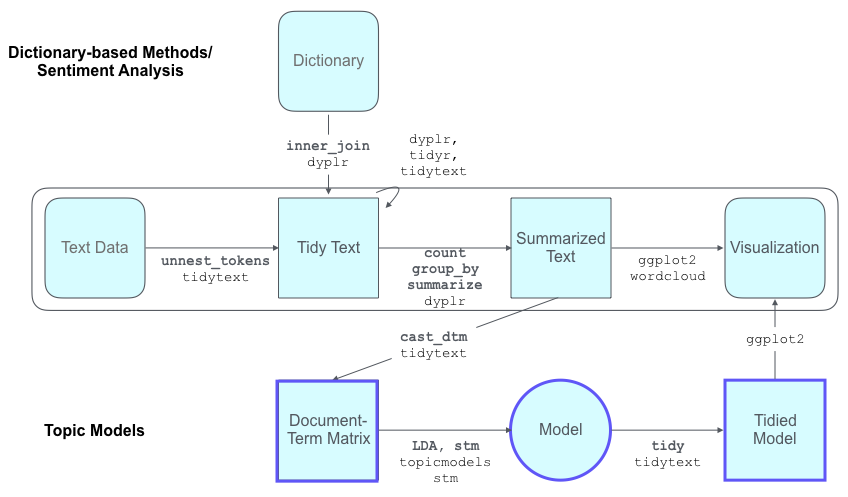 Dictionary-based Methods/
Sentiment Analysis
Dictionary
inner_join
dyplr
dyplr,
tidyr,
tidytext
Text Data
unnest_tokens
tidytext
Tidy Text
count
group_by
summarize
dyplr
Summarized
Text
ggplot2
wordcloud
Visualization
cast_dtm
tidytext
ggplot2
Topic Models
Document-
Term Matrix
LDA, stm
topicmodels
stm
Model
tidy
tidytext
Tidied
Model